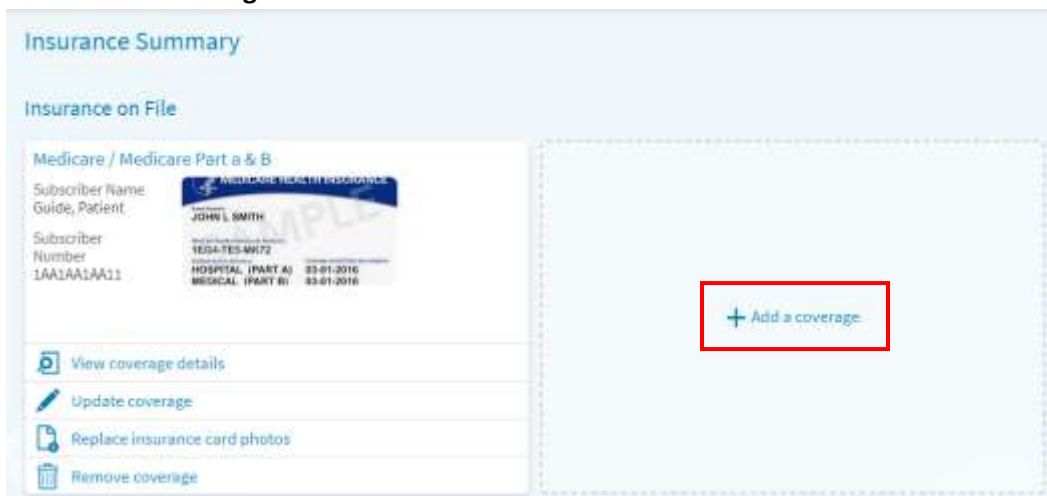 Insurance Summary
Insurance on File
Medicare / Medicare Part a & B
Subscriber Name
Guide, Patient
Subscriber
Number
1AA1AA1AA11
MEDICARE HEALTH INSURANCE
JOHN L SMITH
1EG4-TE5-MK72
HOSPITAL (PART A) 03-01-2016
MEDICAL (PART B) 03-01-2016
SAMPLE
View coverage details
Update coverage
Replace insurance card photos
Remove coverage
+ Add a coverage